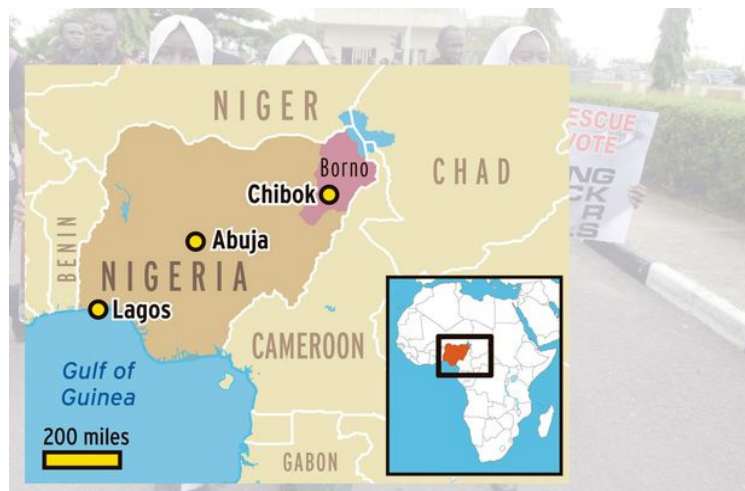 NIGER
Borno
CHAD
Chibok
BENIN
Abuja
NIGERIA
Lagos
CAMEROON
Gulf of
Guinea
200 miles
GABON
RESCUE
VOTE